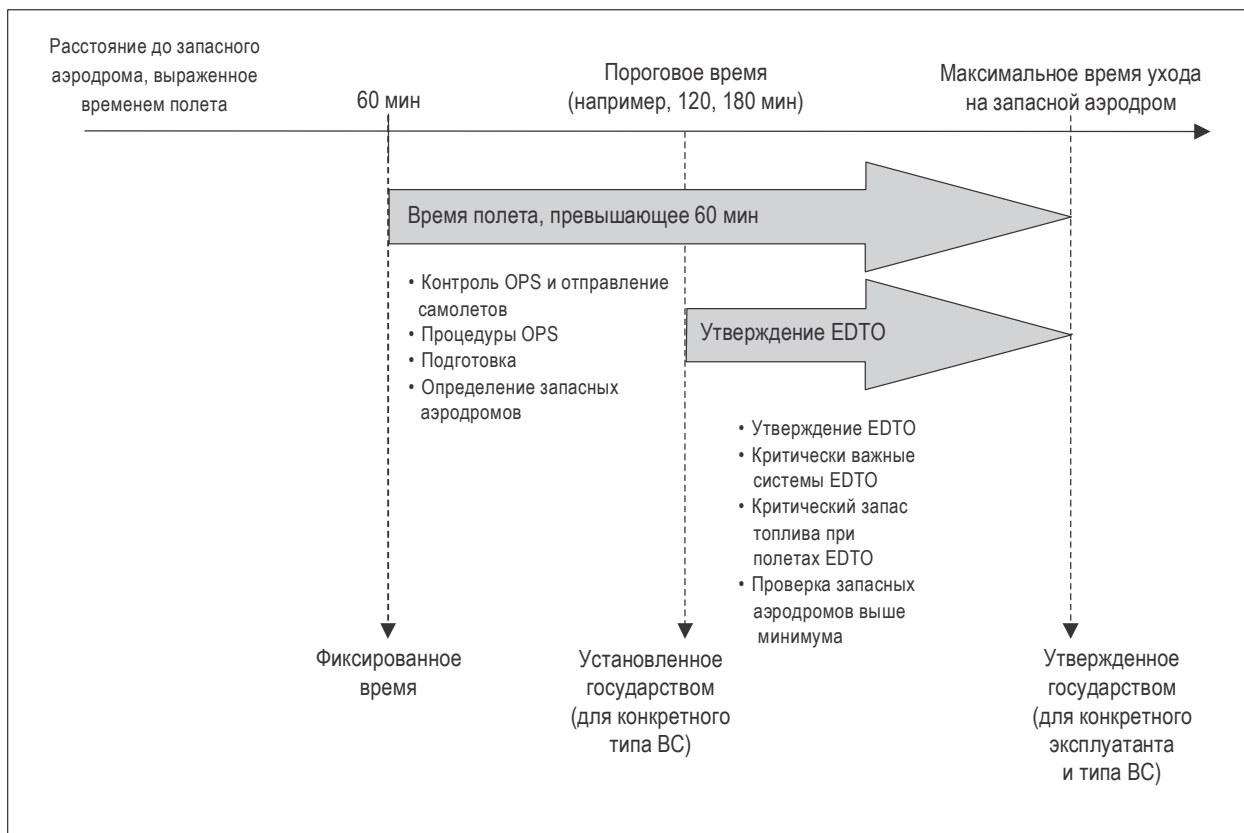 Расстояние до запасного
аэродрома, выраженное
временем полета
60 мин
Пороговое время
(например, 120, 180 мин)
Максимальное время ухода
на запасной аэродром
Время полета, превышающее 60 мин
• Контроль OPS и отправление
самолетов
• Процедуры OPS
• Подготовка
• Определение запасных
аэродромов
Утверждение EDTO
• Утверждение EDTO
• Критически важные
системы EDTO
• Критический запас
топлива при
полетах EDTO
• Проверка запасных
аэродромов выше
минимума
Фиксированное
время
Установленное
государством
(для конкретного
типа ВС)
Утвержденное
государством
(для конкретного
эксплуатанта
и типа ВС)